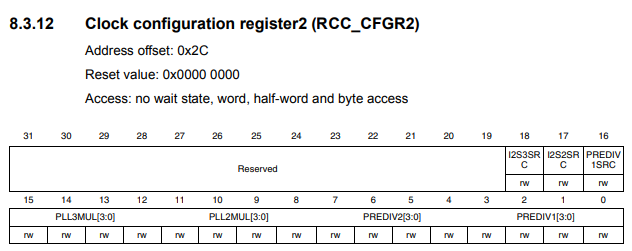 8.3.12 Clock configuration register2 (RCC_CFGR2)
Address offset: 0x2C
Reset value: 0x0000 0000
Access: no wait state, word, half-word and byte access
31 30 29 28 27 26 25 24 23 22 21 20 19 18 17 16
Reserved I2S3SR I2S2SR PREDIV
C C 1SRC
rw rw rw
15 14 13 12 11 10 9 8 7 6 5 4 3 2 1 0
PLL3MUL[3:0] PLL2MUL[3:0] PREDIV2[3:0] PREDIV1[3:0]
rw rw rw rw rw rw rw rw rw rw rw rw rw rw rw rw